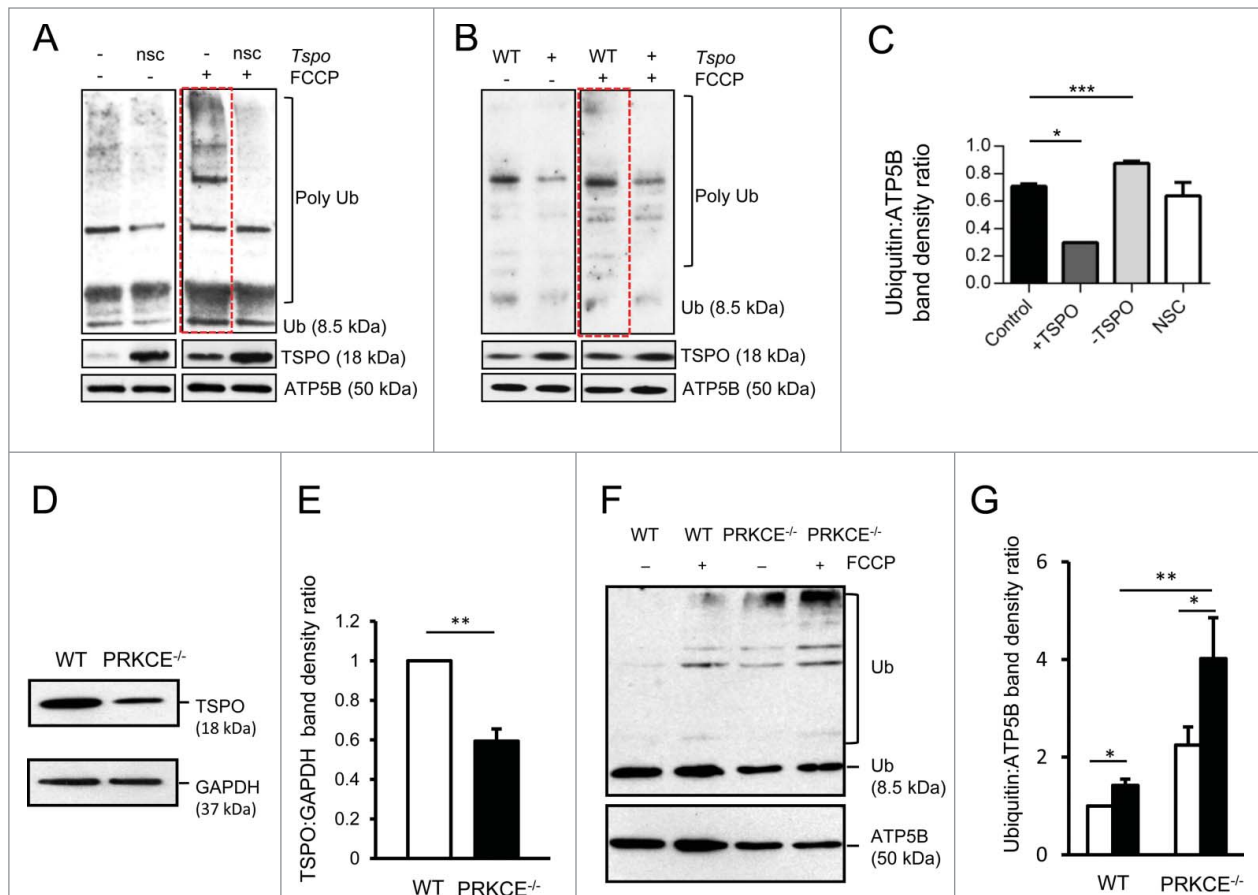 A
- nsc - nsc Tspo
- - + + FCCP
Poly Ub
Ub (8.5 kDa)
TSPO (18 kDa)
ATP5B (50 kDa)
B
WT + WT + Tspo
- - + + FCCP
Poly Ub
Ub (8.5 kDa)
TSPO (18 kDa)
ATP5B (50 kDa)
C
Ubiquitin:ATP5B
band density ratio
***
*
1.0
0.8
0.6
0.4
0.2
0.0
Control
+TSPO
-TSPO
NSC
D
WT PRKCE-/-
TSPO
(18 kDa)
GAPDH
(37 kDa)
E
TSPO:GAPDH band density ratio
1.2
1
0.8
0.6
0.4
0.2
0
**
WT PRKCE-/-
F
WT WT PRKCE-/- PRKCE-/-
– + – + FCCP
Ub
Ub
(8.5 kDa)
ATP5B
(50 kDa)
G
Ubiquitin:ATP5B band density ratio
6
4
2
0
**
*
*
WT PRKCE-/-